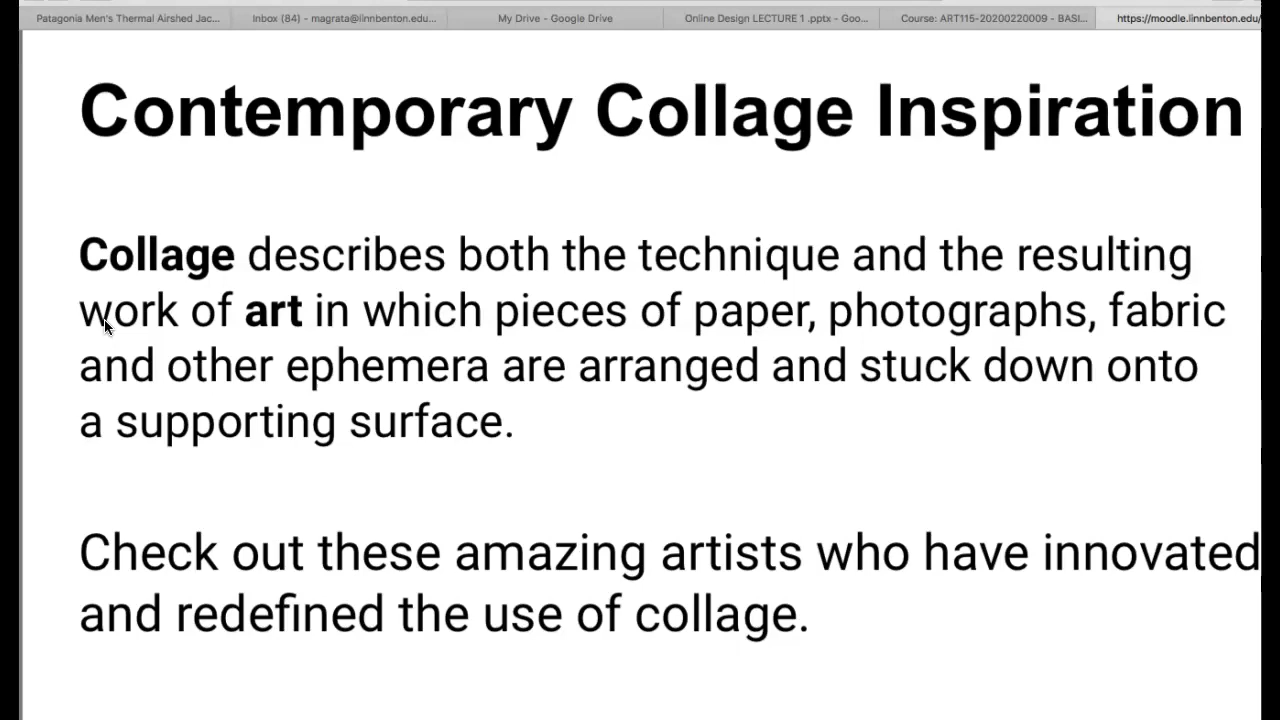 Patagonia Men's Thermal Airshed Jac...
Inbox (84) - magrata@linnbenton.edu...
My Drive - Google Drive
Online Design LECTURE 1 .pptx - Goo...
Course: ART115-20200220009 - BASI...
https://moodle.linnbenton.edu/
Contemporary Collage Inspiration
Collage describes both the technique and the resulting
work of art in which pieces of paper, photographs, fabric
and other ephemera are arranged and stuck down onto
a supporting surface.
Check out these amazing artists who have innovated
and redefined the use of collage.